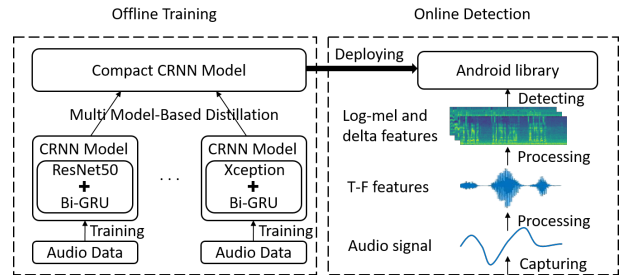 Offline Training
Online Detection
Compact CRNN Model
Deploying
Android library
Multi Model-Based Distillation
Detecting
Log-mel and
delta features
CRNN Model
ResNet50
+
Bi-GRU
. . .
CRNN Model
Xception
+
Bi-GRU
Processing
T-F features
Training
Training
Processing
Audio Data
Audio Data
Audio signal
Capturing